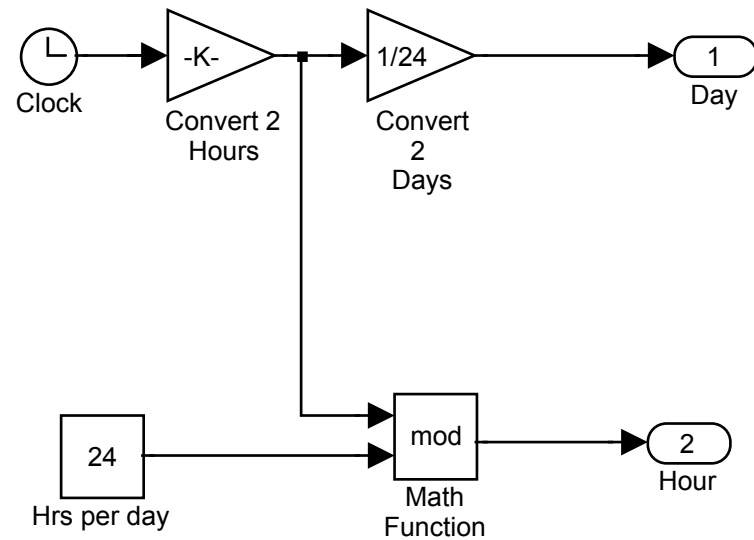 -K-
1/24
1
Clock
Convert 2
Hours
Convert
2
Days
Day
24
mod
2
Hrs per day
Math
Function
Hour